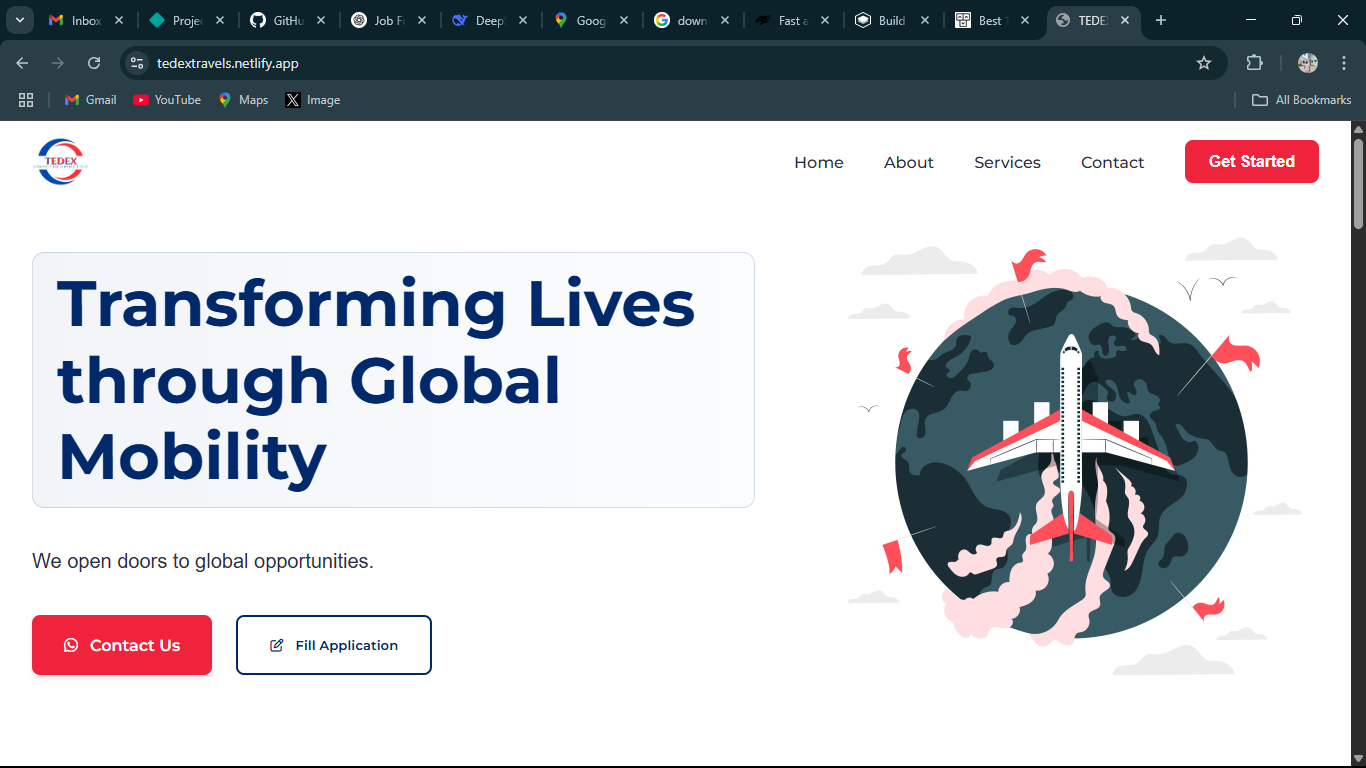 Inbox
Projec
GitHu
Job Fo
Deep
Goog
down
Fast a
Build
Best
TEDE
tedextravels.netlify.app
Gmail
YouTube
Maps
Image
All Bookmarks
TEDEX
Home
About
Services
Contact
Get Started
Transforming Lives
through Global
Mobility
We open doors to global opportunities.
Contact Us
Fill Application